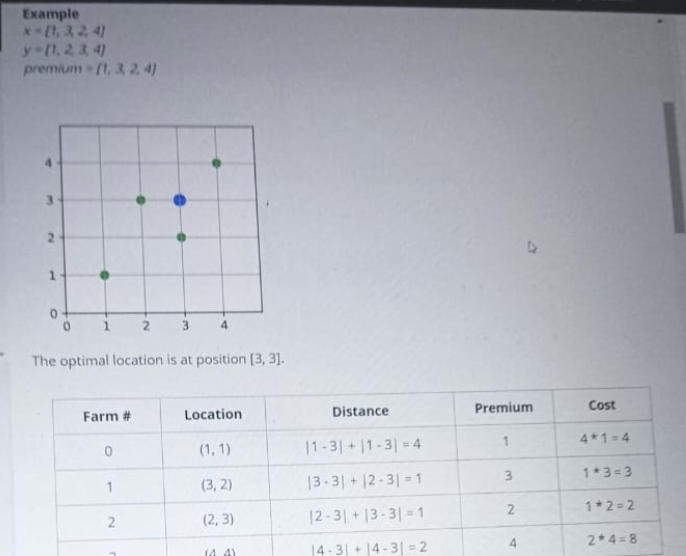 Example
x = [1, 3, 2, 4]
y = [1, 2, 3, 4]
premium = [1, 3, 2, 4]
4
3
2
1
0
0 1 2 3 4
The optimal location is at position [3, 3].
Farm # Location Distance Premium Cost
0 (1, 1) |1 - 3| + |1 - 3| = 4 1 4 * 1 = 4
1 (3, 2) |3 - 3| + |2 - 3| = 1 3 1 * 3 = 3
2 (2, 3) |2 - 3| + |3 - 3| = 1 2 1 * 2 = 2
(4, 4) |4 - 3| + |4 - 3| = 2 4 2 * 4 = 8